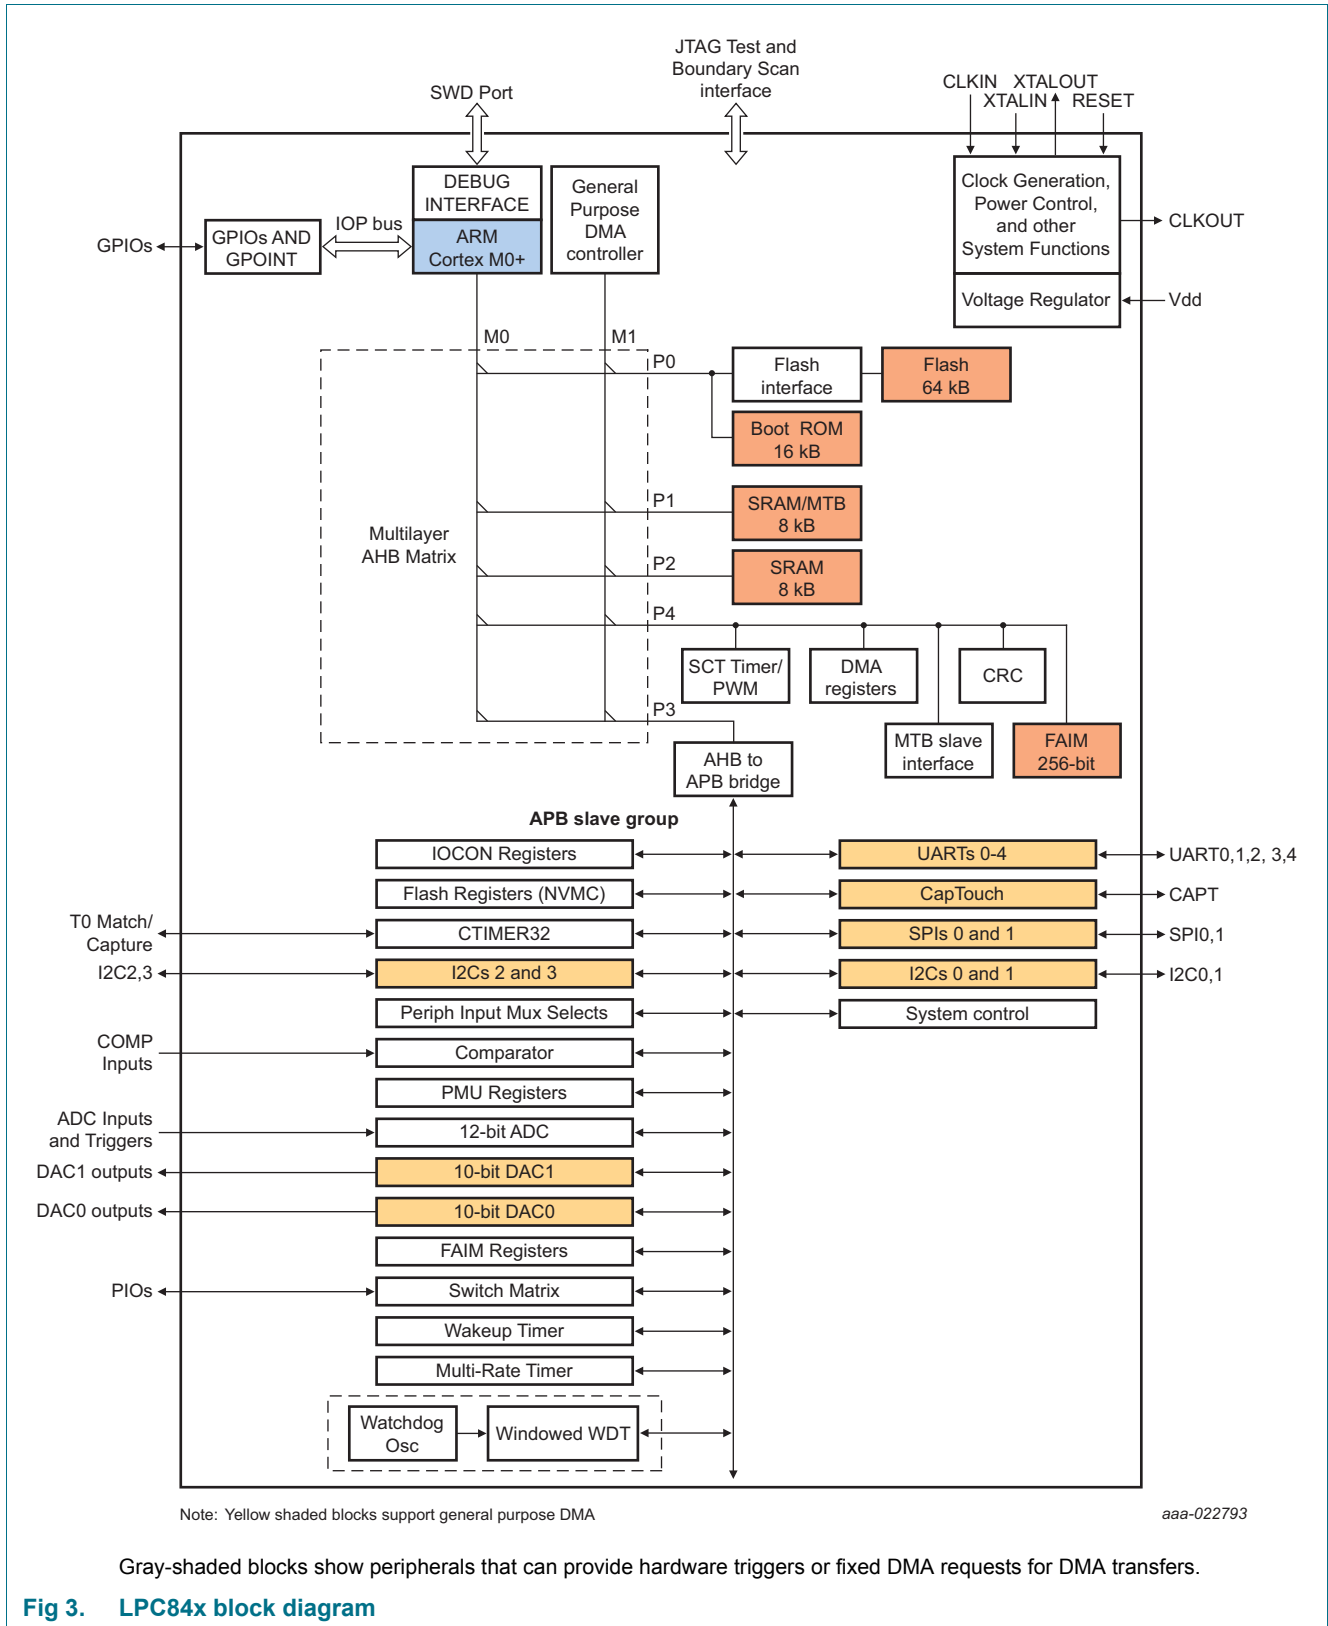 JTAG Test and
Boundary Scan
interface
SWD Port
CLKIN XTALOUT
XTALIN RESET
DEBUG
INTERFACE
ARM
Cortex M0+
General
Purpose
DMA
controller
Clock Generation,
Power Control,
and other
System Functions
Voltage Regulator
CLKOUT
Vdd
GPIOs
GPIOs AND
GPOINT
IOP bus
M0
M1
Multilayer
AHB Matrix
P0
Flash
interface
Flash
64 kB
Boot ROM
16 kB
P1
SRAM/MTB
8 kB
P2
SRAM
8 kB
P4
SCT Timer/
PWM
DMA
registers
CRC
MTB slave
interface
FAIM
256-bit
P3
AHB to
APB bridge
APB slave group
IOCON Registers
UARTs 0-4
UART0,1,2, 3,4
Flash Registers (NVMC)
CapTouch
CAPT
T0 Match/
Capture
CTIMER32
SPIs 0 and 1
SPI0,1
I2C2,3
I2Cs 2 and 3
I2Cs 0 and 1
I2C0,1
Periph Input Mux Selects
System control
COMP
Inputs
Comparator
PMU Registers
ADC Inputs
and Triggers
12-bit ADC
DAC1 outputs
10-bit DAC1
DAC0 outputs
10-bit DAC0
FAIM Registers
PIOs
Switch Matrix
Wakeup Timer
Multi-Rate Timer
Watchdog
Osc
Windowed WDT
Note: Yellow shaded blocks support general purpose DMA
aaa-022793
Gray-shaded blocks show peripherals that can provide hardware triggers or fixed DMA requests for DMA transfers.
Fig 3. LPC84x block diagram